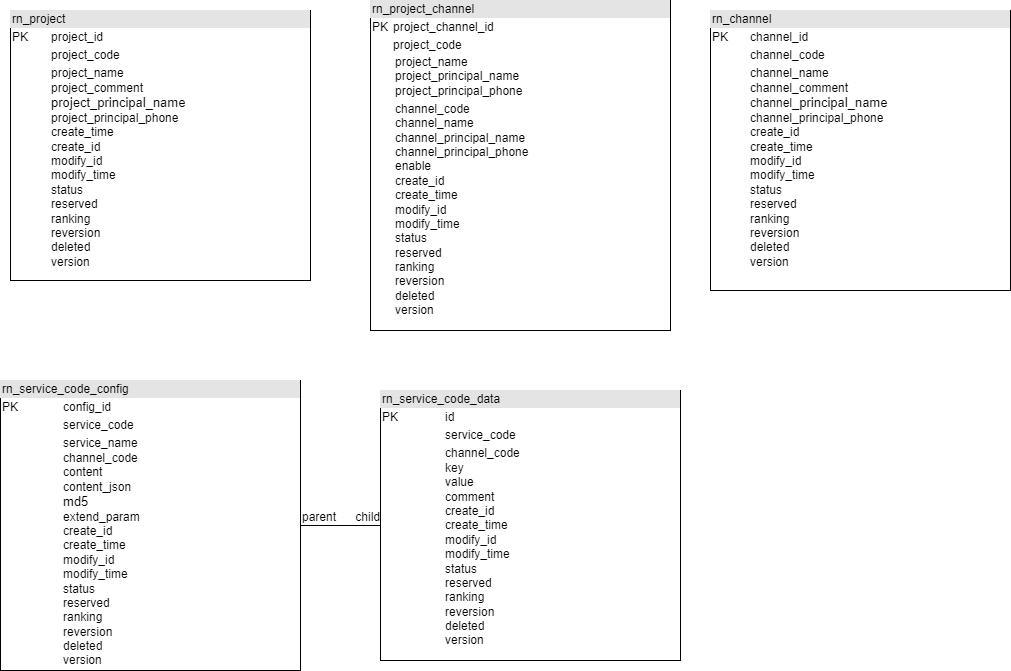 rn_project
PK project_id
project_code
project_name
project_comment
project_principal_name
project_principal_phone
create_time
create_id
modify_id
modify_time
status
reserved
ranking
reversion
deleted
version
rn_project_channel
PK project_channel_id
project_code
project_name
project_principal_name
project_principal_phone
channel_code
channel_name
channel_principal_name
channel_principal_phone
enable
create_id
create_time
modify_id
modify_time
status
reserved
ranking
reversion
deleted
version
rn_channel
PK channel_id
channel_code
channel_name
channel_comment
channel_principal_name
channel_principal_phone
create_id
create_time
modify_id
modify_time
status
reserved
ranking
reversion
deleted
version
rn_service_code_config
PK config_id
service_code
service_name
channel_code
content
content_json
md5
extend_param
create_id
create_time
modify_id
modify_time
status
reserved
ranking
reversion
deleted
version
parent child
rn_service_code_data
PK id
service_code
channel_code
key
value
comment
create_id
create_time
modify_id
modify_time
status
reserved
ranking
reversion
deleted
version